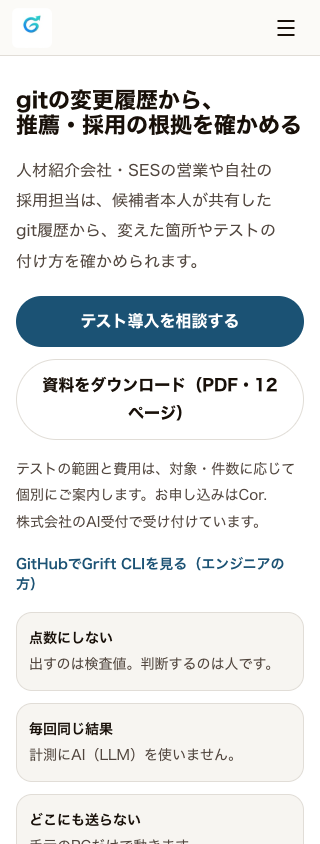 gitの変更履歴から、
推薦・採用の根拠を確かめる
人材紹介会社・SESの営業や自社の
採用担当は、候補者本人が共有した
git履歴から、変えた箇所やテストの
付け方を確かめられます。
テスト導入を相談する
資料をダウンロード（PDF・12
ページ）
テストの範囲と費用は、対象・件数に応じて
個別にご案内します。お申し込みはCor.
株式会社のAI受付で受け付けています。
GitHubでGrift CLIを見る（エンジニアの
方）
点数にしない
出すのは検査値。判断するのは人です。
毎回同じ結果
計測にAI（LLM）を使いません。
どこにも送らない